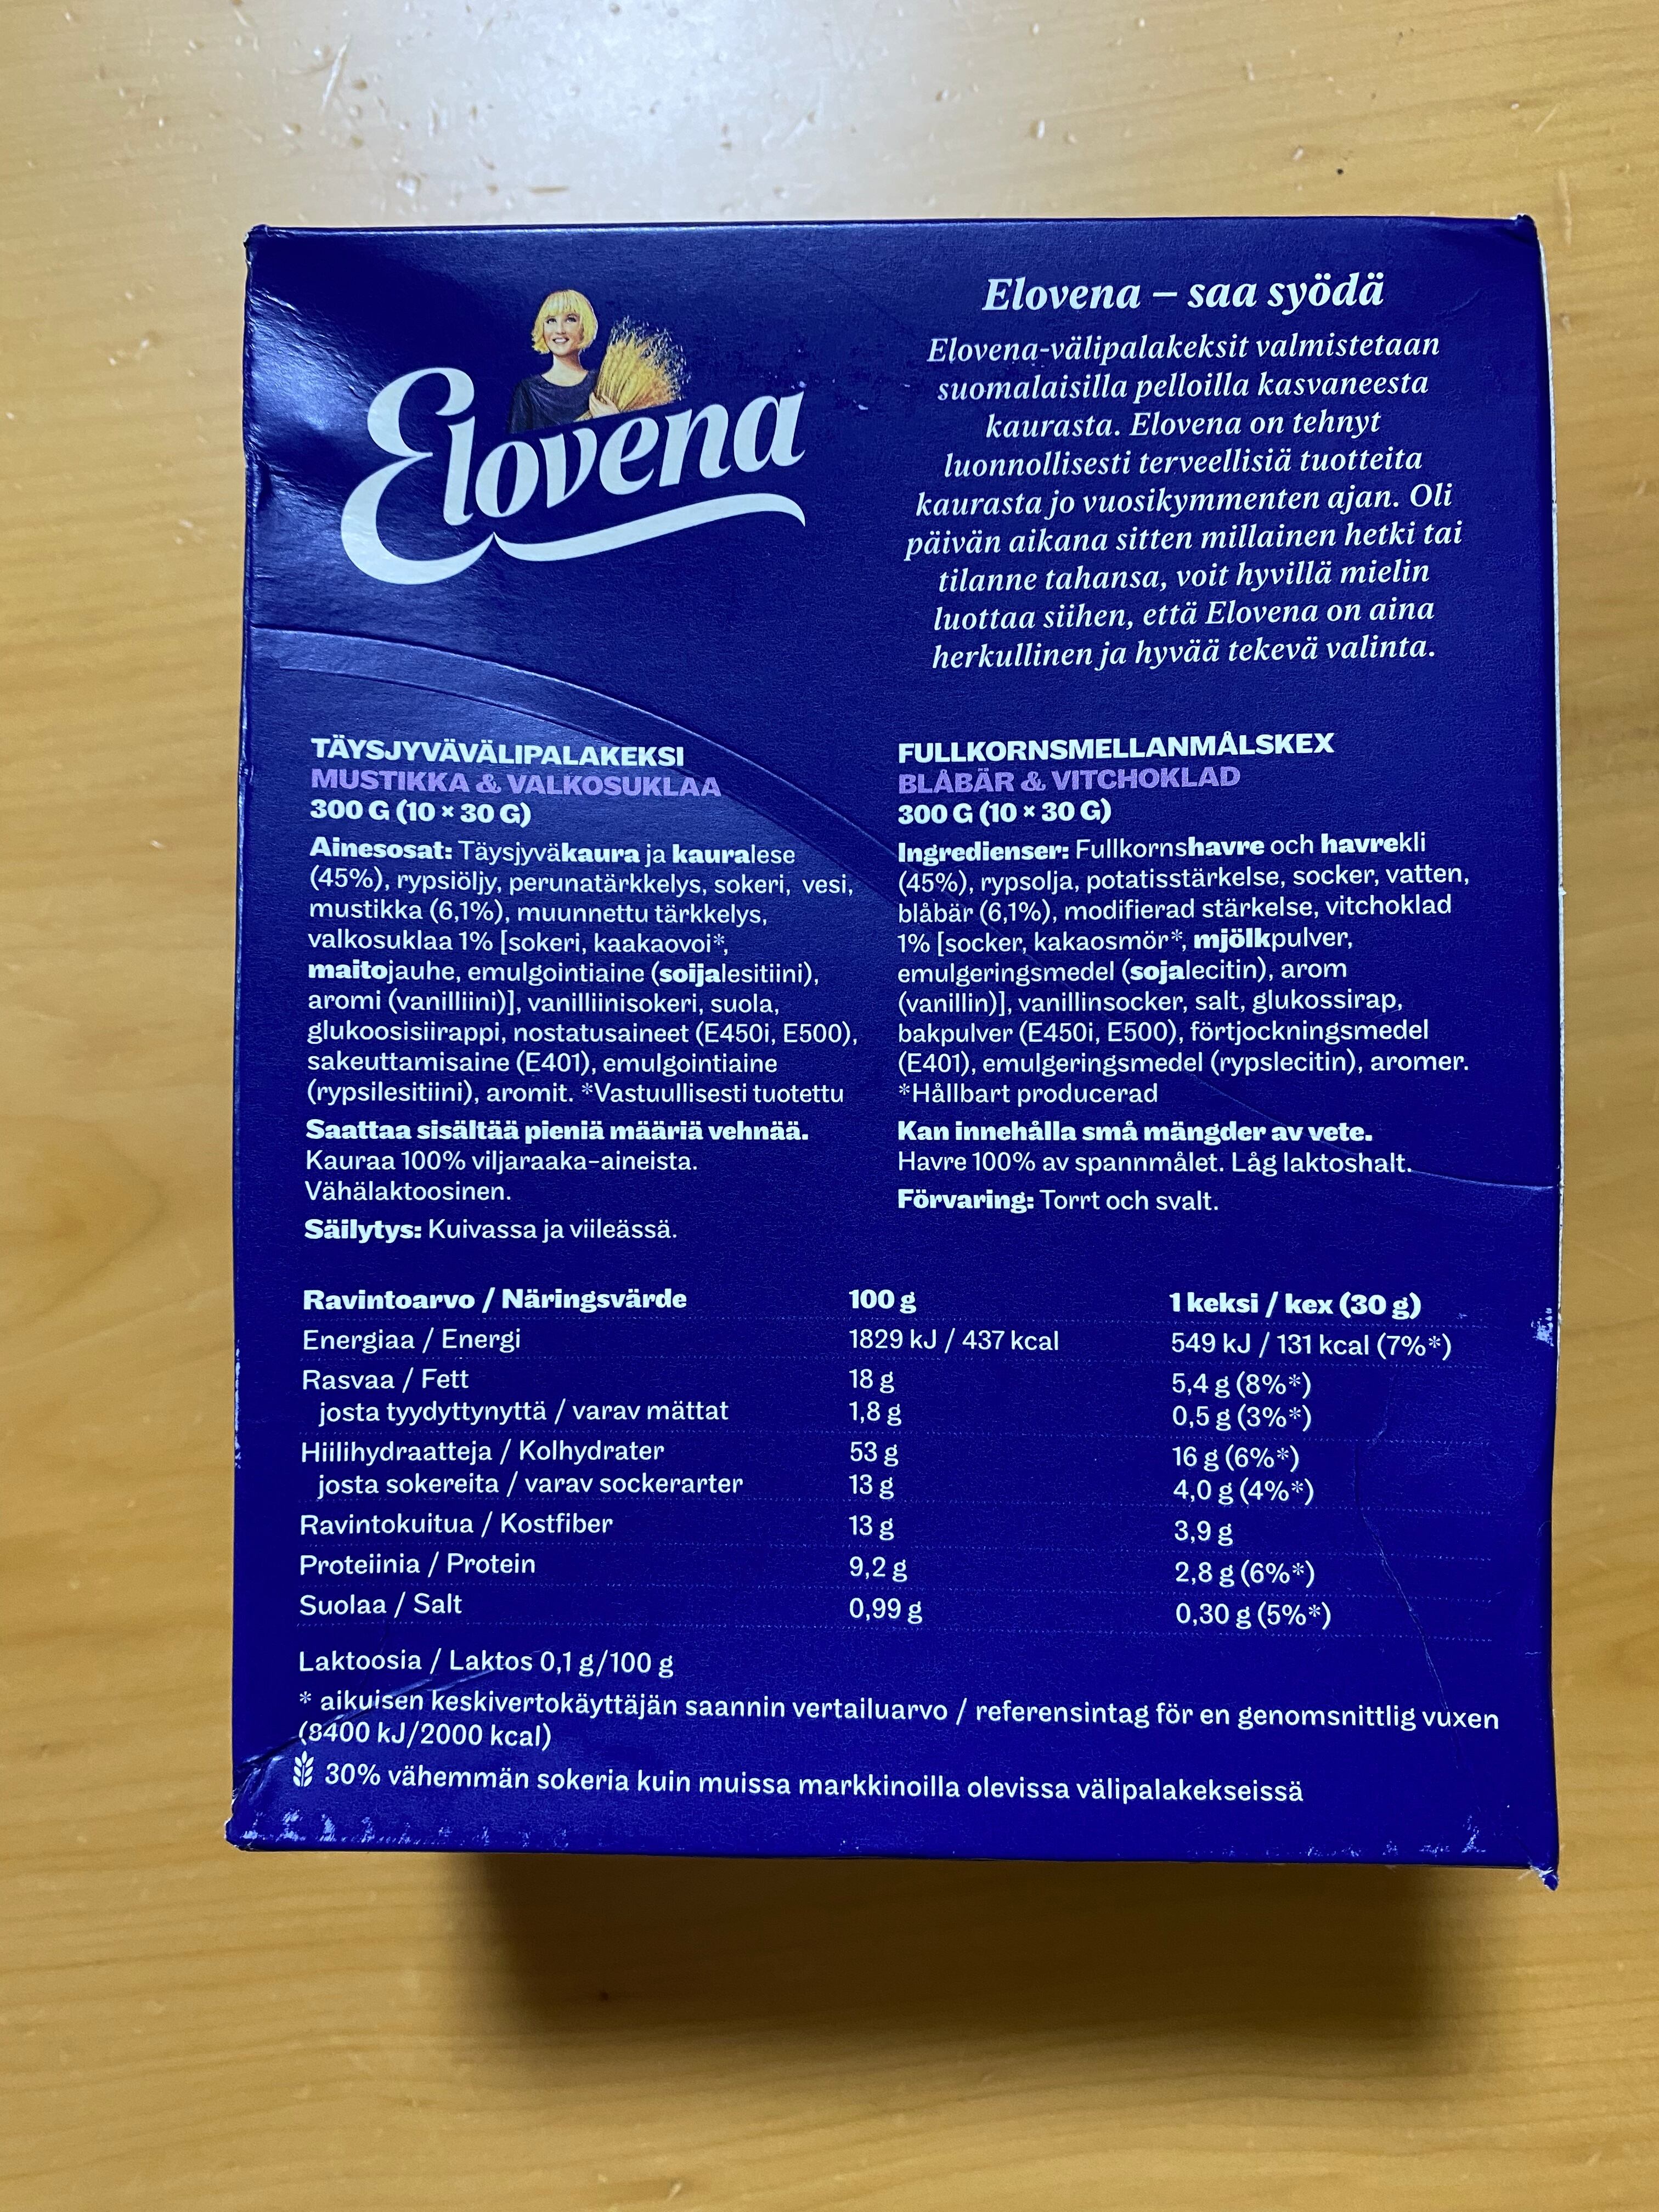 Elovena
Elovena – saa syödä
Elovena-välipalakeksit valmistetaan
suomalaisilla pelloilla kasvaneesta
kaurasta. Elovena on tehnyt
luonnollisesti terveellisiä tuotteita
kaurasta jo vuosikymmenten ajan. Oli
päivän aikana sitten millainen hetki tai
tilanne tahansa, voit hyvillä mielin
luottaa siihen, että Elovena on aina
herkullinen ja hyvää tekevä valinta.
TÄYSJYVÄVÄLIPALAKEKSI
MUSTIKKA & VALKOSUKLAA
300 G (10 × 30 G)
Ainesosat: Täysjyväkaura ja kauralese
(45%), rypsiöljy, perunatärkkelys, sokeri, vesi,
mustikka (6,1%), muunnettu tärkkelys,
valkosuklaa 1% [sokeri, kaakaovoi*,
maitojauhe, emulgointiaine (soijalesitiini),
aromi (vanilliini)], vanilliinisokeri, suola,
glukoosisiirappi, nostatusaineet (E450i, E500),
sakeuttamisaine (E401), emulgointiaine
(rypsilesitiini), aromit. *Vastuullisesti tuotettu
Saattaa sisältää pieniä määriä vehnää.
Kauraa 100% viljaraaka-aineista.
Vähälaktoosinen.
Säilytys: Kuivassa ja viileässä.
FULLKORNSMELLANMÅLSKEX
BLÅBÄR & VITCHOKLAD
300 G (10 × 30 G)
Ingredienser: Fullkornshavre och havrekli
(45%), rypsolja, potatisstärkelse, socker, vatten,
blåbär (6,1%), modifierad stärkelse, vitchoklad
1% [socker, kakaosmör*, mjölkpulver,
emulgeringsmedel (sojalecitin), arom
(vanillin)], vanillinsocker, salt, glukossirap,
bakpulver (E450i, E500), förtjockningsmedel
(E401), emulgeringsmedel (rypslecitin), aromer.
*Hållbart producerad
Kan innehålla små mängder av vete.
Havre 100% av spannmålet. Låg laktoshalt.
Förvaring: Torrt och svalt.
Ravintoarvo / Näringsvärde 100 g 1 keksi / kex (30 g)
Energiaa / Energi 1829 kJ / 437 kcal 549 kJ / 131 kcal (7%*)
Rasvaa / Fett 18 g 5,4 g (8%*)
josta tyydyttynyttä / varav mättat 1,8 g 0,5 g (3%*)
Hiilihydraatteja / Kolhydrater 53 g 16 g (6%*)
josta sokereita / varav sockerarter 13 g 4,0 g (4%*)
Ravintokuitua / Kostfiber 13 g 3,9 g
Proteiinia / Protein 9,2 g 2,8 g (6%*)
Suolaa / Salt 0,99 g 0,30 g (5%*)
Laktoosia / Laktos 0,1 g/100 g
* aikuisen keskivertokäyttäjän saannin vertailuarvo / referensintag för en genomsnittlig vuxen
(8400 kJ/2000 kcal)
30% vähemmän sokeria kuin muissa markkinoilla olevissa välipalakekseissä